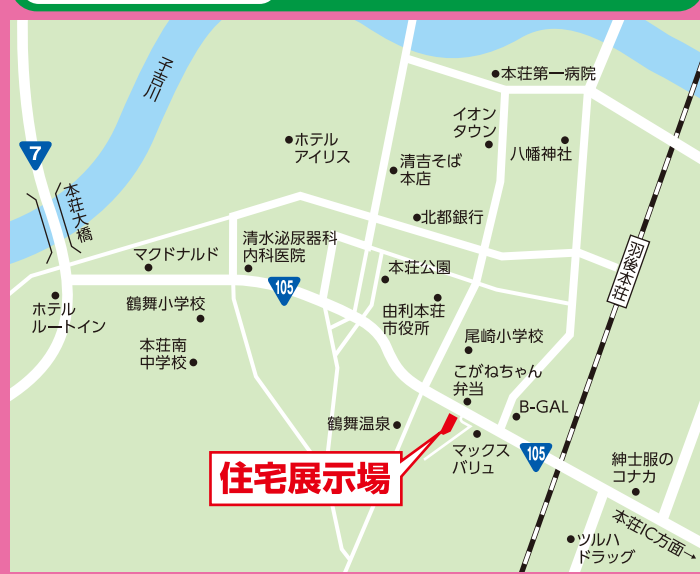 本荘第一病院
子吉川
イオン
タウン
八幡神社
ホテル
アイリス
清吉そば
本店
7
本荘大橋
北都銀行
羽後本荘
清水泌尿器科
内科医院
マクドナルド
本荘公園
105
ホテル
ルートイン
鶴舞小学校
由利本荘
市役所
本荘南
中学校
尾崎小学校
こがねちゃん
弁当
B-GAL
鶴舞温泉
マックス
バリュ
105
住宅展示場
紳士服の
コナカ
本荘IC方面→
ツルハ
ドラッグ